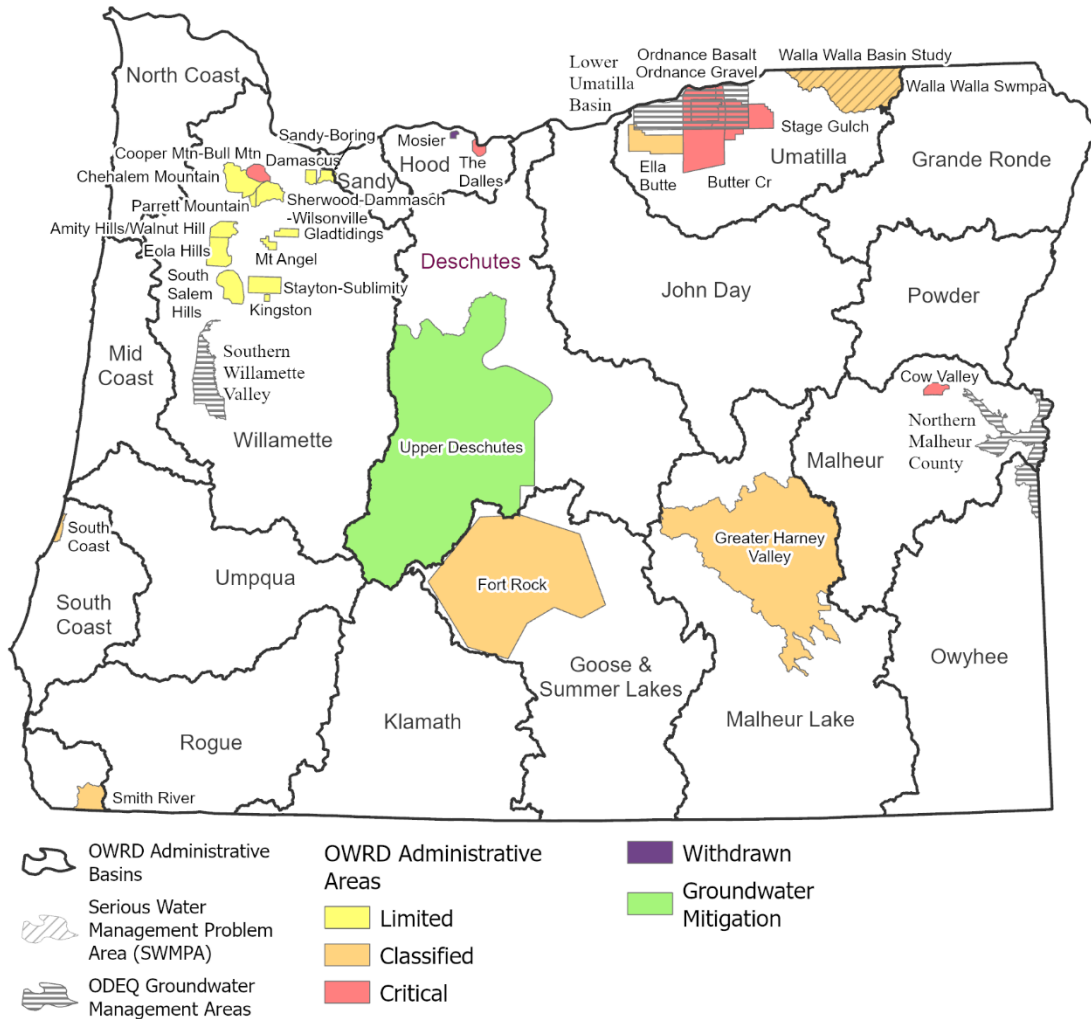 North Coast
Lower
Umatilla
Basin
Ordnance Basalt
Ordnance Gravel
Walla Walla Basin Study
Walla Walla Swmpa
Sandy-Boring
Mosier
Hood
The
Dalles
Stage Gulch
Umatilla
Grande Ronde
Cooper Mtn-Bull Mtn
Damascus
Chehalem Mountain
Sandy
Ella
Butte
Butter Cr
Parrett Mountain
Sherwood-Dammasch
-Wilsonville
Amity Hills/Walnut Hill
Gladtidings
Eola Hills
Mt Angel
Deschutes
South
Salem
Hills
Stayton-Sublimity
Kingston
John Day
Powder
Mid
Coast
Southern
Willamette
Valley
Cow Valley
Northern
Malheur
County
Willamette
Upper Deschutes
Malheur
South
Coast
Greater Harney
Valley
Umpqua
Fort Rock
South
Coast
Goose &
Summer Lakes
Owyhee
Klamath
Malheur Lake
Rogue
Smith River
OWRD Administrative
Basins
Serious Water
Management Problem
Area (SWMPA)
ODEQ Groundwater
Management Areas
OWRD Administrative
Areas
Limited
Classified
Critical
Withdrawn
Groundwater
Mitigation